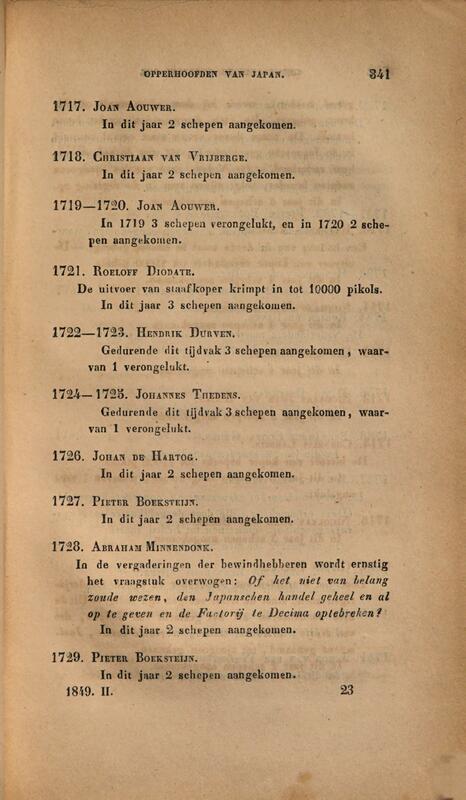 OPPERHOOFDEN VAN JAPAN. 341
1717. JOAN AOUWER.
In dit jaar 2 schepen aangekomen.
1718. CHRISTIAAN VAN VRIJBERGE.
In dit jaar 2 schepen aangekomen.
1719—1720. JOAN AOUWER.
In 1719 3 schepen verongelukt, en in 1720 2 sche-
pen aangekomen.
1721. ROELOFF DIODATE.
De uitvoer van staafkoper krimpt in tot 10000 pikols.
In dit jaar 3 schepen aangekomen.
1722—1723. HENDRIK DURVEN.
Gedurende dit tijdvak 3 schepen aangekomen, waar-
van 1 verongelukt.
1724—1725. JOHANNES THEDENS.
Gedurende dit tijdvak 3 schepen aangekomen, waar-
van 1 verongelukt.
1726. JOHAN DE HARTOG.
In dit jaar 2 schepen aangekomen.
1727. PIETER BOEKSTEIJN.
In dit jaar 2 schepen aangekomen.
1728. ABRAHAM MINNENDONK.
In de vergaderingen der bewindhebberen wordt ernstig
het vraagstuk overwogen: Of het niet van belang
zoude wezen, den Japanschen handel geheel en al
op te geven en de Factorij te Decima optebreken?
In dit jaar 2 schepen aangekomen.
1729. PIETER BOEKSTEIJN.
In dit jaar 2 schepen aangekomen.
1849. II. 23